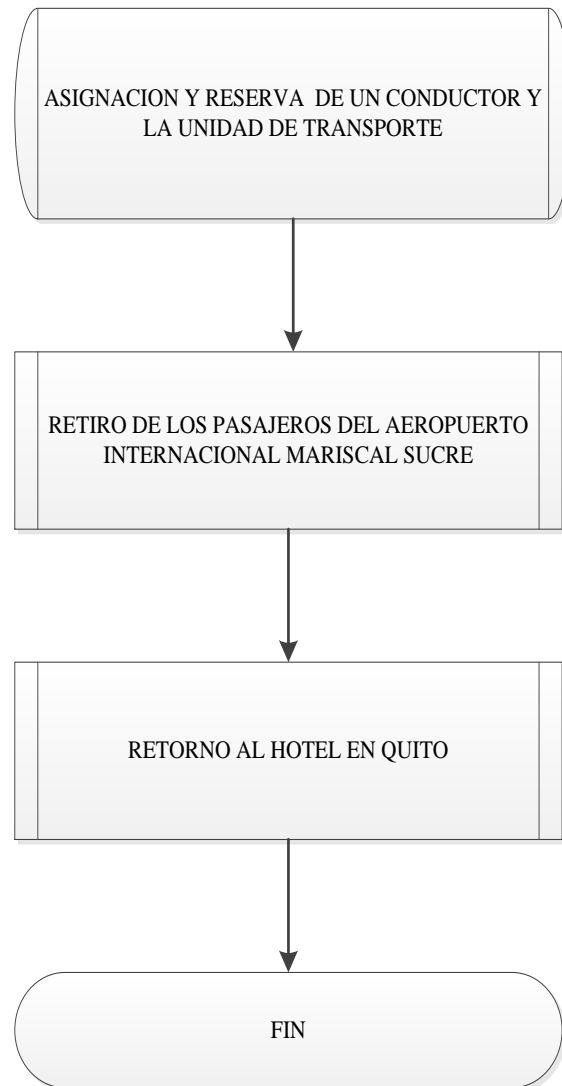 ASIGNACION Y RESERVA DE UN CONDUCTOR Y
LA UNIDAD DE TRANSPORTE
RETIRO DE LOS PASAJEROS DEL AEROPUERTO
INTERNACIONAL MARISCAL SUCRE
RETORNO AL HOTEL EN QUITO
FIN